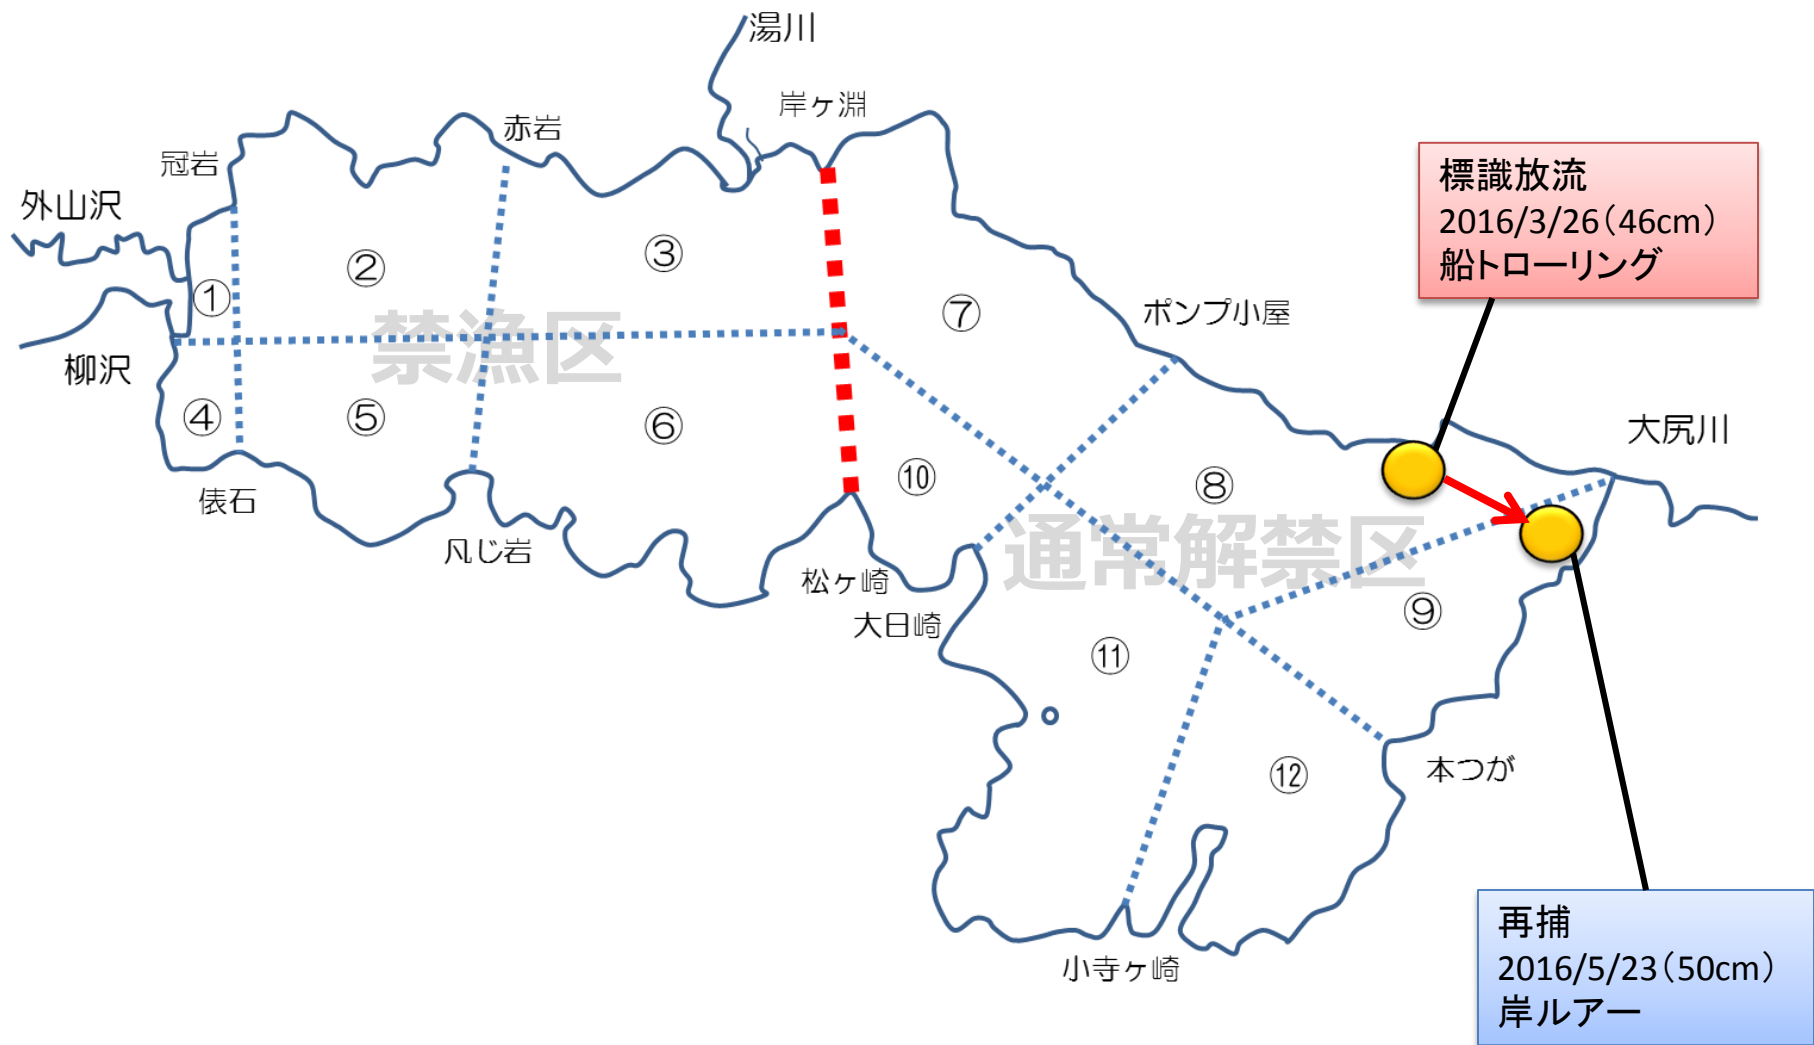 湯川
岸ヶ淵
赤岩
冠岩
外山沢
標識放流
2016/3/26(46cm)
船トローリング
③
②
①
⑦
ポンプ小屋
禁漁区
柳沢
④
⑤
⑥
大尻川
⑩
⑧
俵石
凡じ岩
通常解禁区
松ヶ崎
大日崎
⑨
⑪
⑫
本つが
小寺ヶ崎
再捕
2016/5/23(50cm)
岸ルアー